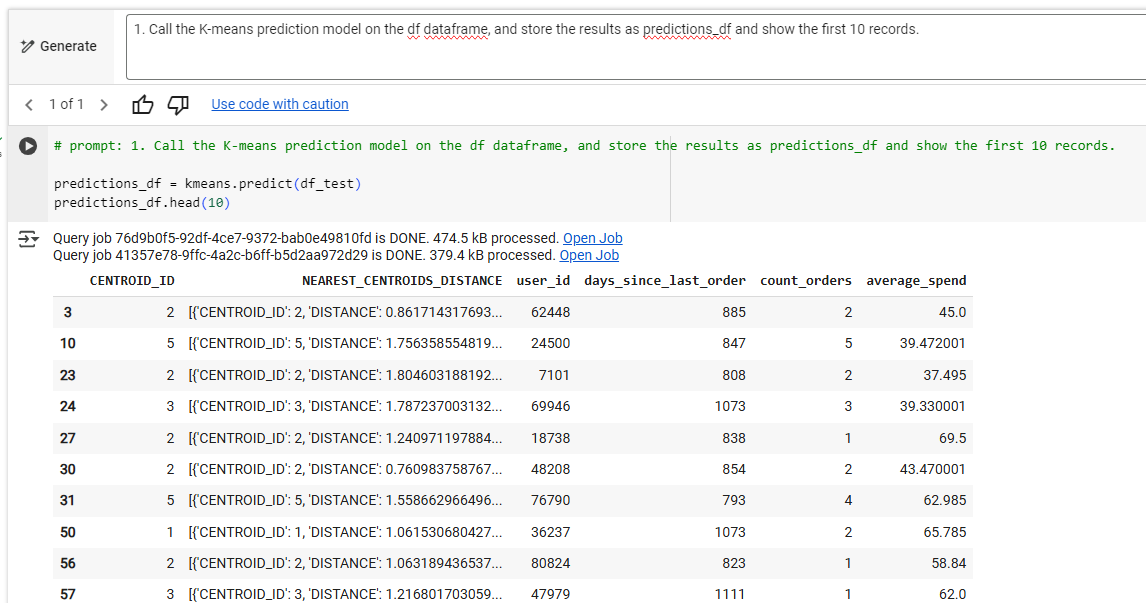 Generate
1. Call the K-means prediction model on the df dataframe, and store the results as predictions_df and show the first 10 records.
1 of 1 Use code with caution
# prompt: 1. Call the K-means prediction model on the df dataframe, and store the results as predictions_df and show the first 10 records.
predictions_df = kmeans.predict(df_test)
predictions_df.head(10)
Query job 76d9b0f5-92df-4ce7-9372-bab0e49810fd is DONE. 474.5 kB processed. Open Job
Query job 41357e78-9ffc-4a2c-b6ff-b5d2aa972d29 is DONE. 379.4 kB processed. Open Job
CENTROID_ID NEAREST_CENTROIDS_DISTANCE user_id days_since_last_order count_orders average_spend
3 2 [{'CENTROID_ID': 2, 'DISTANCE': 0.861714317693... 62448 885 2 45.0
10 5 [{'CENTROID_ID': 5, 'DISTANCE': 1.756358554819... 24500 847 5 39.472001
23 2 [{'CENTROID_ID': 2, 'DISTANCE': 1.804603188192... 7101 808 2 37.495
24 3 [{'CENTROID_ID': 3, 'DISTANCE': 1.787237003132... 69946 1073 3 39.330001
27 2 [{'CENTROID_ID': 2, 'DISTANCE': 1.240971197884... 18738 838 1 69.5
30 2 [{'CENTROID_ID': 2, 'DISTANCE': 0.760983758767... 48208 854 2 43.470001
31 5 [{'CENTROID_ID': 5, 'DISTANCE': 1.558662966496... 76790 793 4 62.985
50 1 [{'CENTROID_ID': 1, 'DISTANCE': 1.061530680427... 36237 1073 2 65.785
56 2 [{'CENTROID_ID': 2, 'DISTANCE': 1.063189436537... 80824 823 1 58.84
57 3 [{'CENTROID_ID': 3, 'DISTANCE': 1.216801703059... 47979 1111 1 62.0